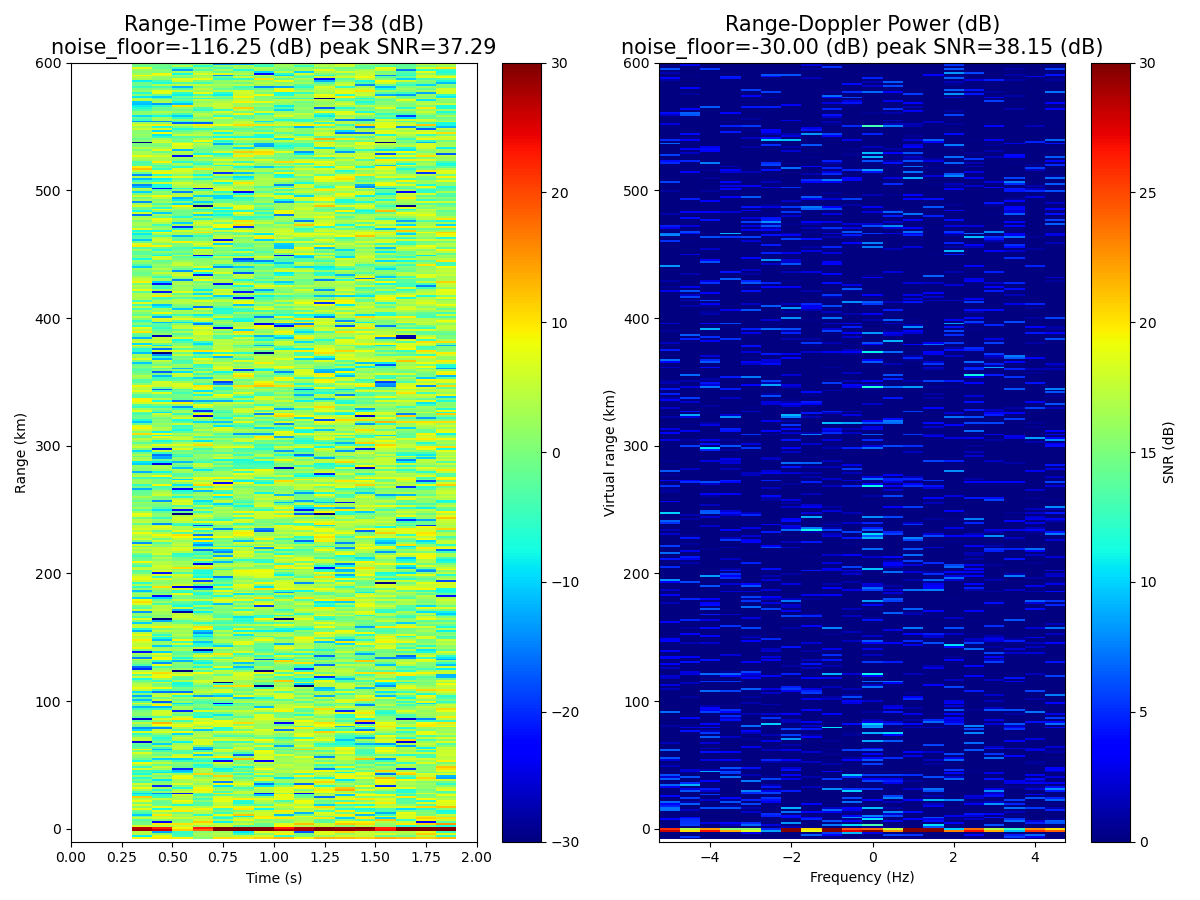 Range-Time Power f=38 (dB)
noise_floor=-116.25 (dB) peak SNR=37.29
600
500
400
300
200
100
0
Range (km)
0.00 0.25 0.50 0.75 1.00 1.25 1.50 1.75 2.00
Time (s)
30
20
10
0
−10
−20
−30
Range-Doppler Power (dB)
noise_floor=-30.00 (dB) peak SNR=38.15 (dB)
600
500
400
300
200
100
0
Virtual range (km)
−4 −2 0 2 4
Frequency (Hz)
30
25
20
15
10
5
0
SNR (dB)